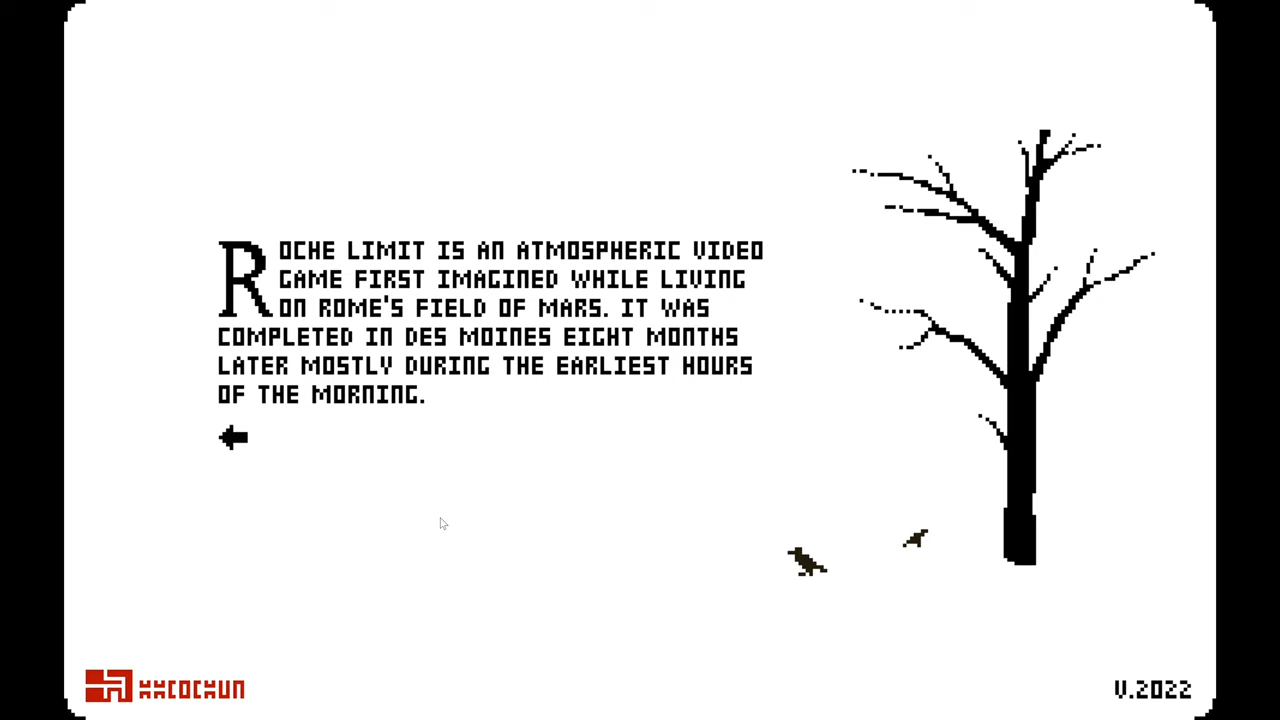 ROCHE LIMIT IS AN ATMOSPHERIC VIDEO
GAME FIRST IMAGINED WHILE LIVING
ON ROME'S FIELD OF MARS. IT WAS
COMPLETED IN DES MOINES EIGHT MONTHS
LATER MOSTLY DURING THE EARLIEST HOURS
OF THE MORNING.
V.2022